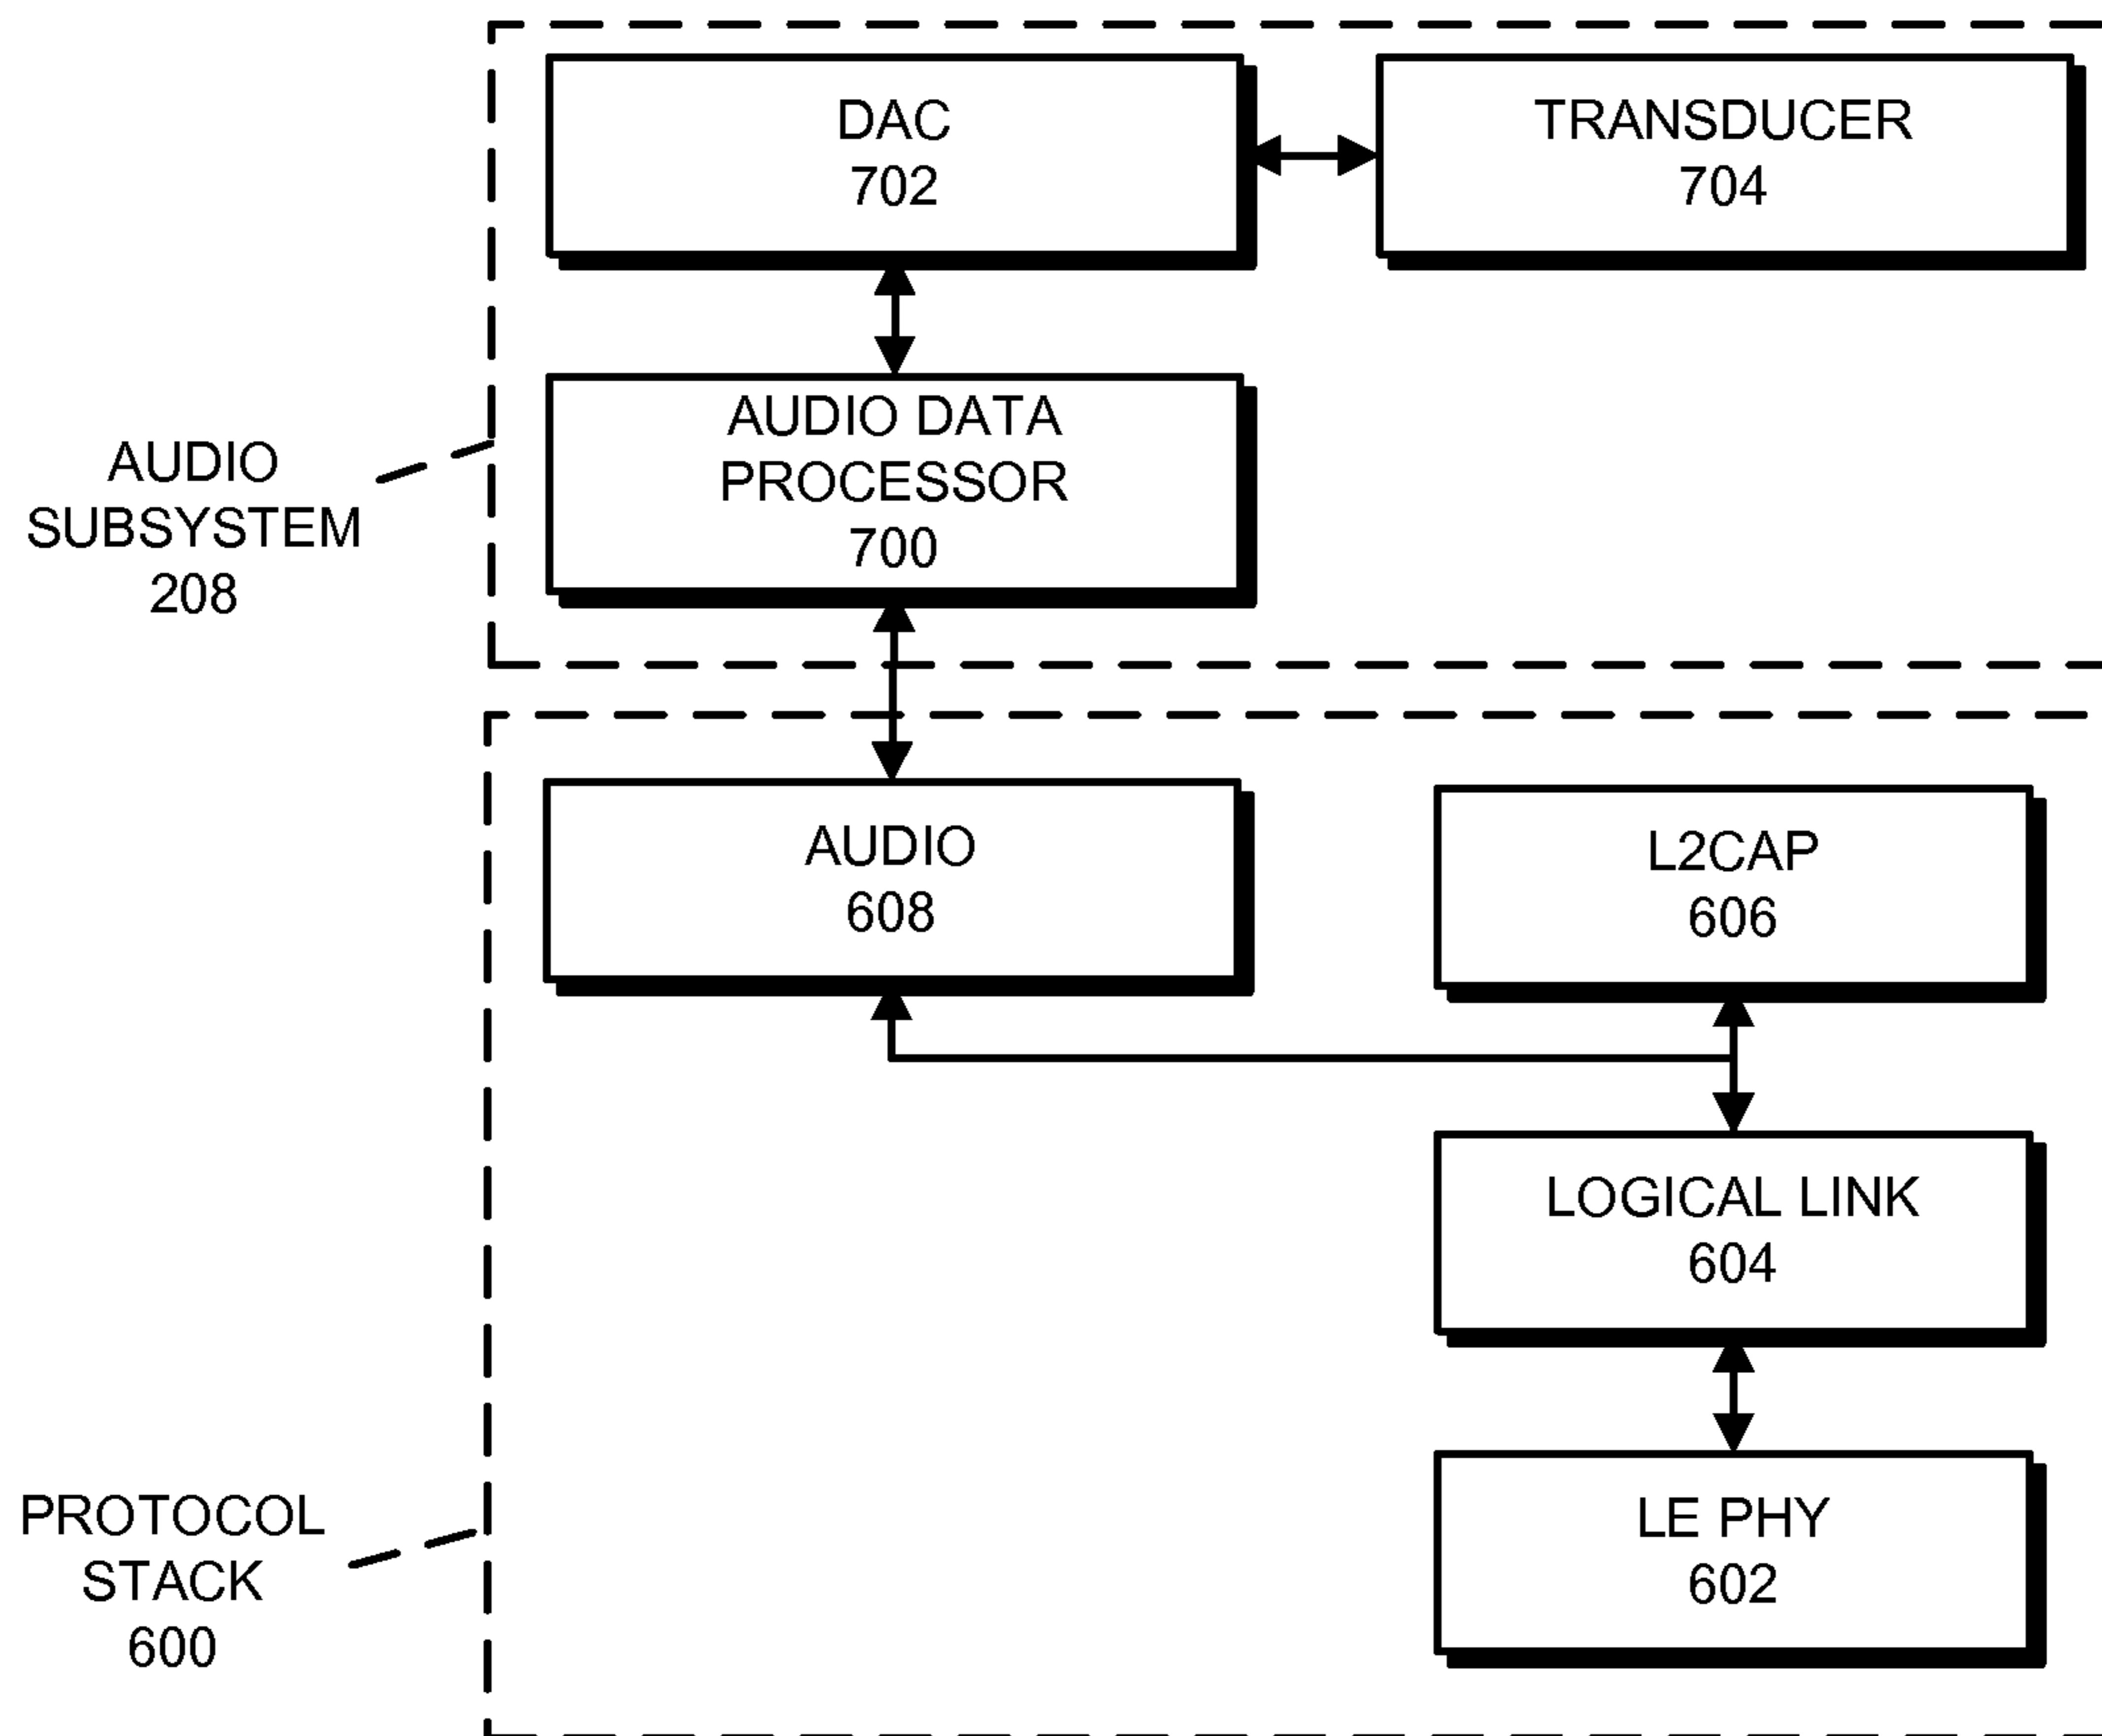 DAC
702
TRANSDUCER
704
AUDIO DATA
PROCESSOR
700
AUDIO
SUBSYSTEM
208
AUDIO
608
L2CAP
606
LOGICAL LINK
604
LE PHY
602
PROTOCOL
STACK
600